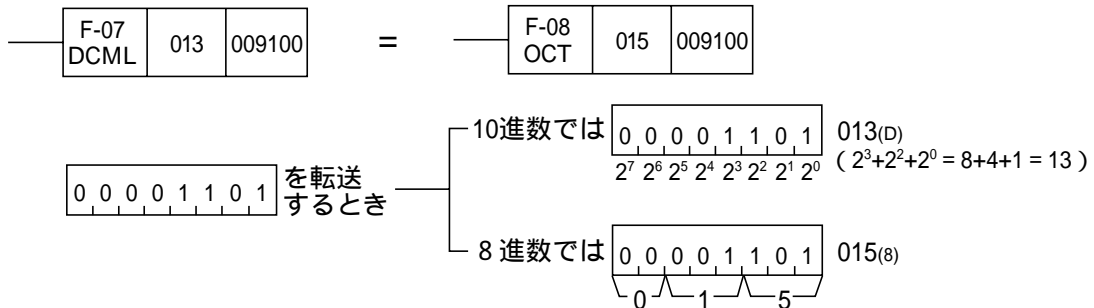 F-07 DCML 013 009100 = F-08 OCT 015 009100
10進数では 0 0 0 0 1 1 0 1 013(D)
2⁷ 2⁶ 2⁵ 2⁴ 2³ 2² 2¹ 2⁰ ( 2³+2²+2⁰ = 8+4+1 = 13 )
0 0 0 0 1 1 0 1 を転送
するとき
8 進数では 0 0 0 0 1 1 0 1 015(8)
0 1 5